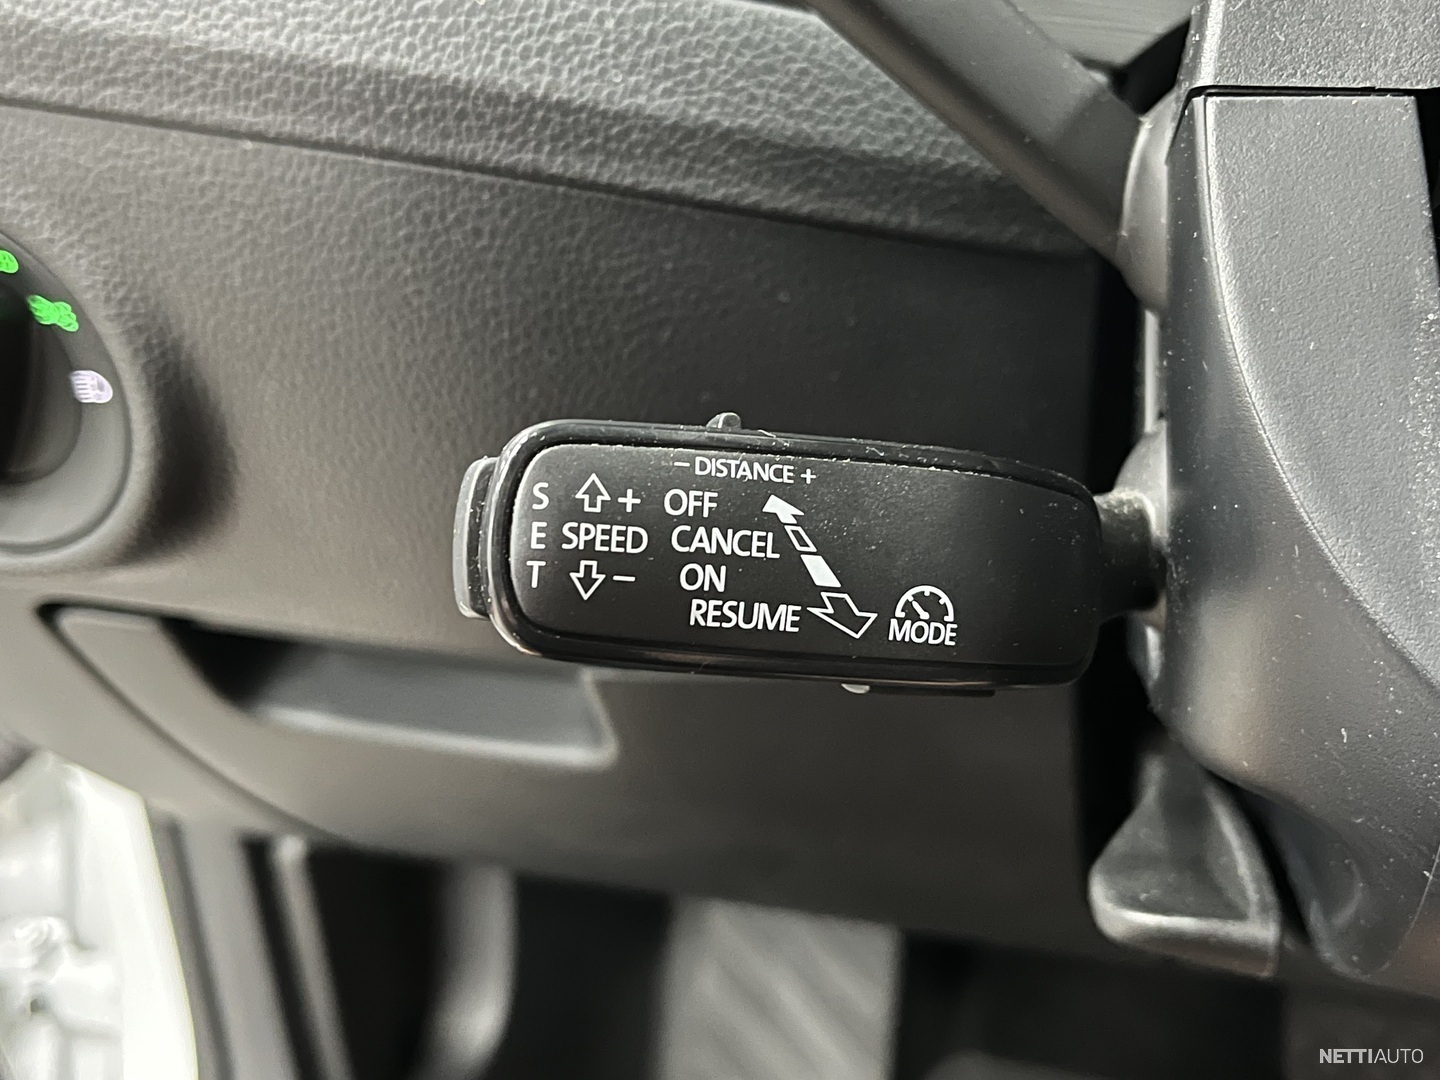 - DISTANCE +
S + OFF
E SPEED CANCEL
T - ON
RESUME
MODE
NETTIAUTO